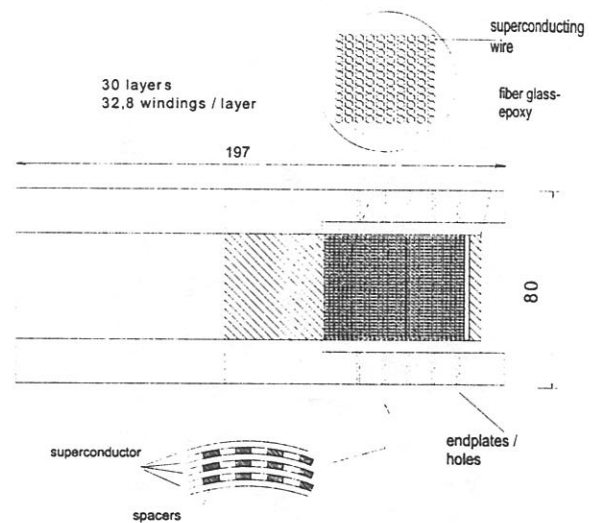 superconducting
wire
30 layers
32,8 windings / layer
fiber glass-
epoxy
197
80
superconductor
endplates /
holes
spacers